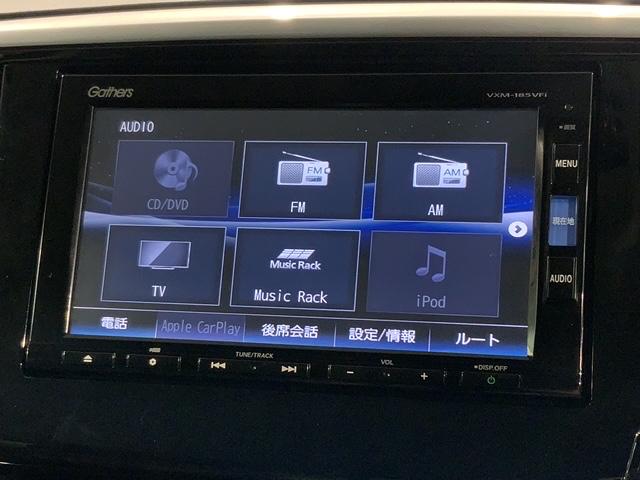 Gathers
VXM-185VFi
AUDIO
CD/DVD
FM
FM
AM
AM
TV
Music Rack
Music Rack
iPod
電話
Apple CarPlay
後席会話
設定/情報
ルート
MENU
現在地
AUDIO
TUNE/TRACK
VOL
DISP.OFF